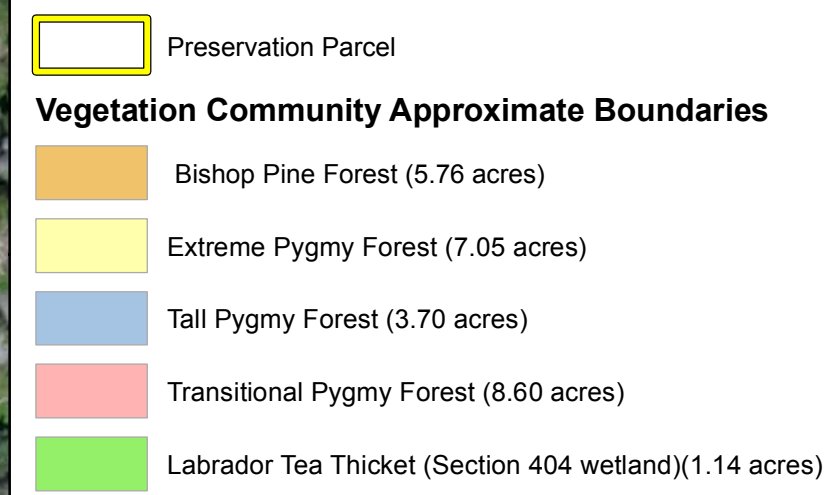 Preservation Parcel
Vegetation Community Approximate Boundaries
Bishop Pine Forest (5.76 acres)
Extreme Pygmy Forest (7.05 acres)
Tall Pygmy Forest (3.70 acres)
Transitional Pygmy Forest (8.60 acres)
Labrador Tea Thicket (Section 404 wetland)(1.14 acres)